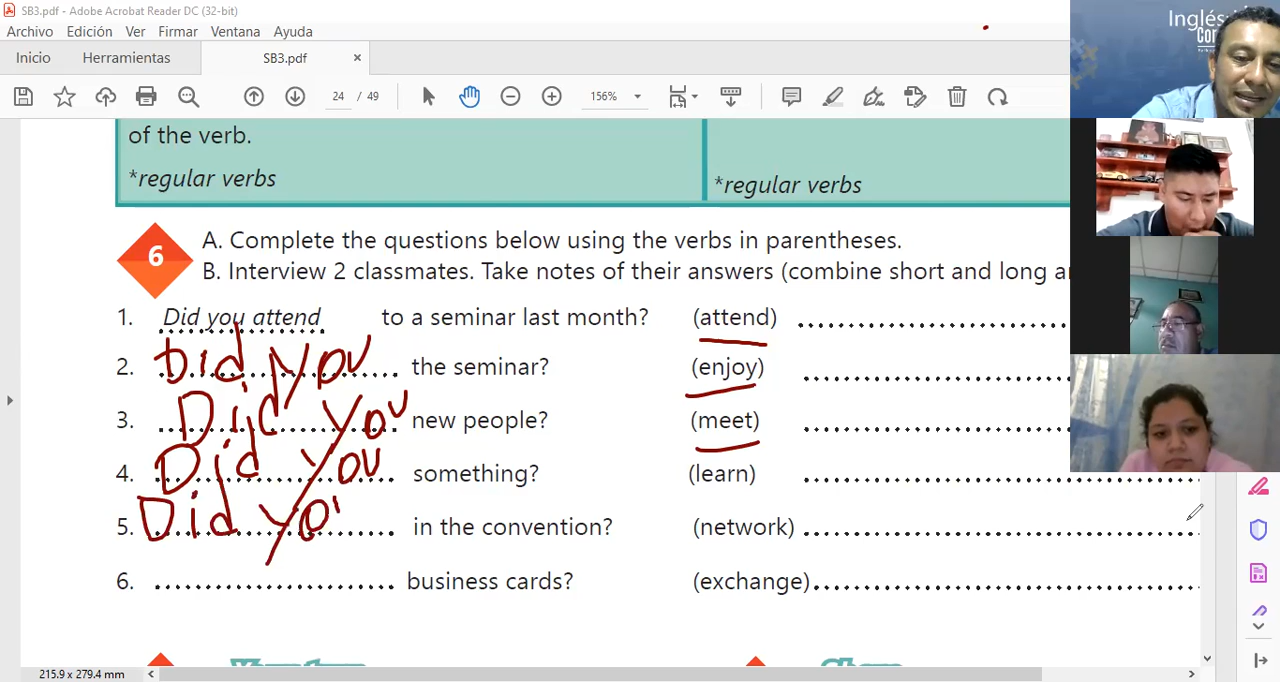 SB3.pdf - Adobe Acrobat Reader DC (32-bit)
Archivo Edición Ver Firmar Ventana Ayuda
Inicio Herramientas SB3.pdf ×
24 / 49 156%
Inglés
of the verb.
*regular verbs *regular verbs
6 A. Complete the questions below using the verbs in parentheses.
B. Interview 2 classmates. Take notes of their answers (combine short and long
1. Did you attend to a seminar last month? (attend)
2. Did you the seminar? (enjoy)
3. Did you new people? (meet)
4. Did you something? (learn)
5. Did yo in the convention? (network)
6. business cards? (exchange)
215.9 x 279.4 mm